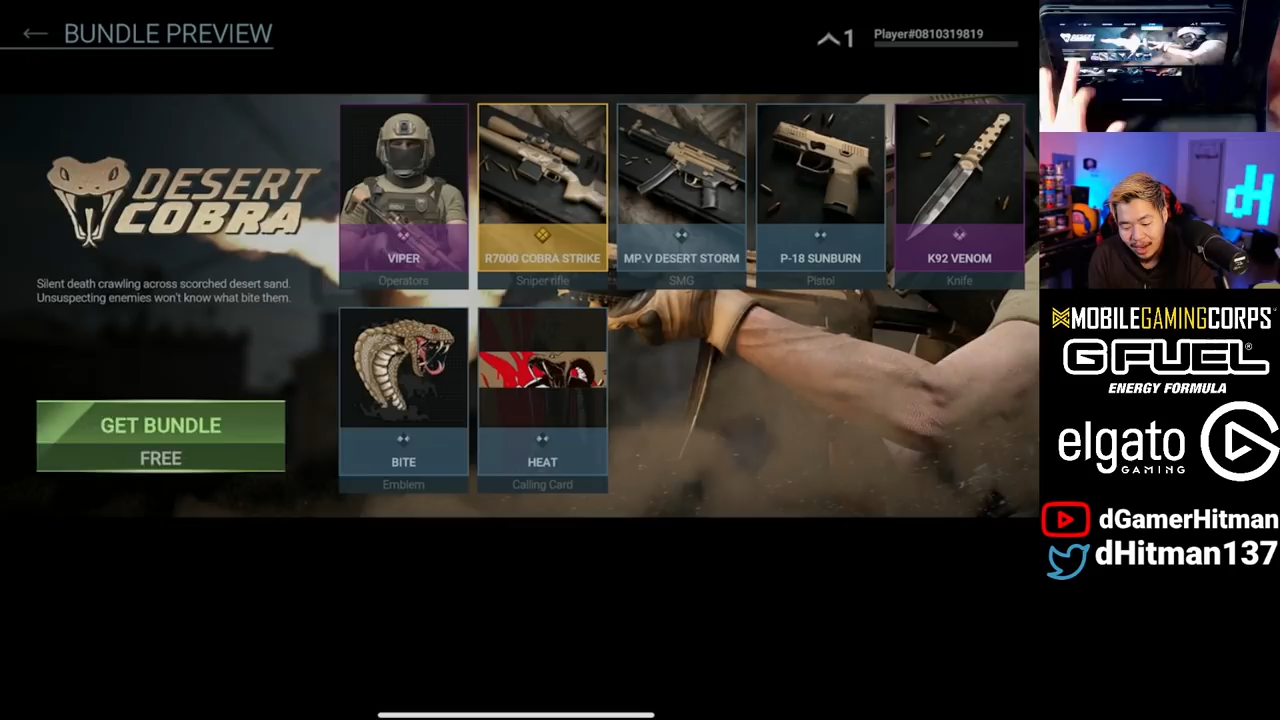 BUNDLE PREVIEW
1
Player#0810319819
DESERT
COBRA
Silent death crawling across scorched desert sand.
Unsuspecting enemies won't know what bite them.
GET BUNDLE
FREE
VIPER
Operators
R7000 COBRA STRIKE
Sniper rifle
MP.V DESERT STORM
SMG
P-18 SUNBURN
Pistol
K92 VENOM
Knife
BITE
Emblem
HEAT
Calling Card
dH
MOBILEGAMINGCORPS
G FUEL®
ENERGY FORMULA
elgato
GAMING
dGamerHitman
dHitman137